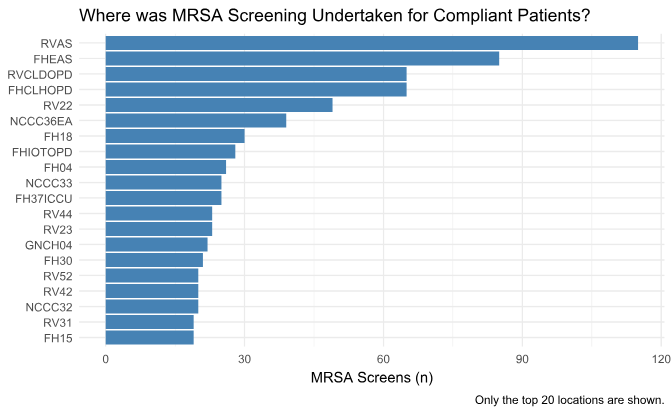 Where was MRSA Screening Undertaken for Compliant Patients?
RVAS
FHEAS
RVCLDOPD
FHCLHOPD
RV22
NCCC36EA
FH18
FHIOTOPD
FH04
NCCC33
FH37ICCU
RV44
RV23
GNCH04
FH30
RV52
RV42
NCCC32
RV31
FH15
0 30 60 90 120
MRSA Screens (n)
Only the top 20 locations are shown.